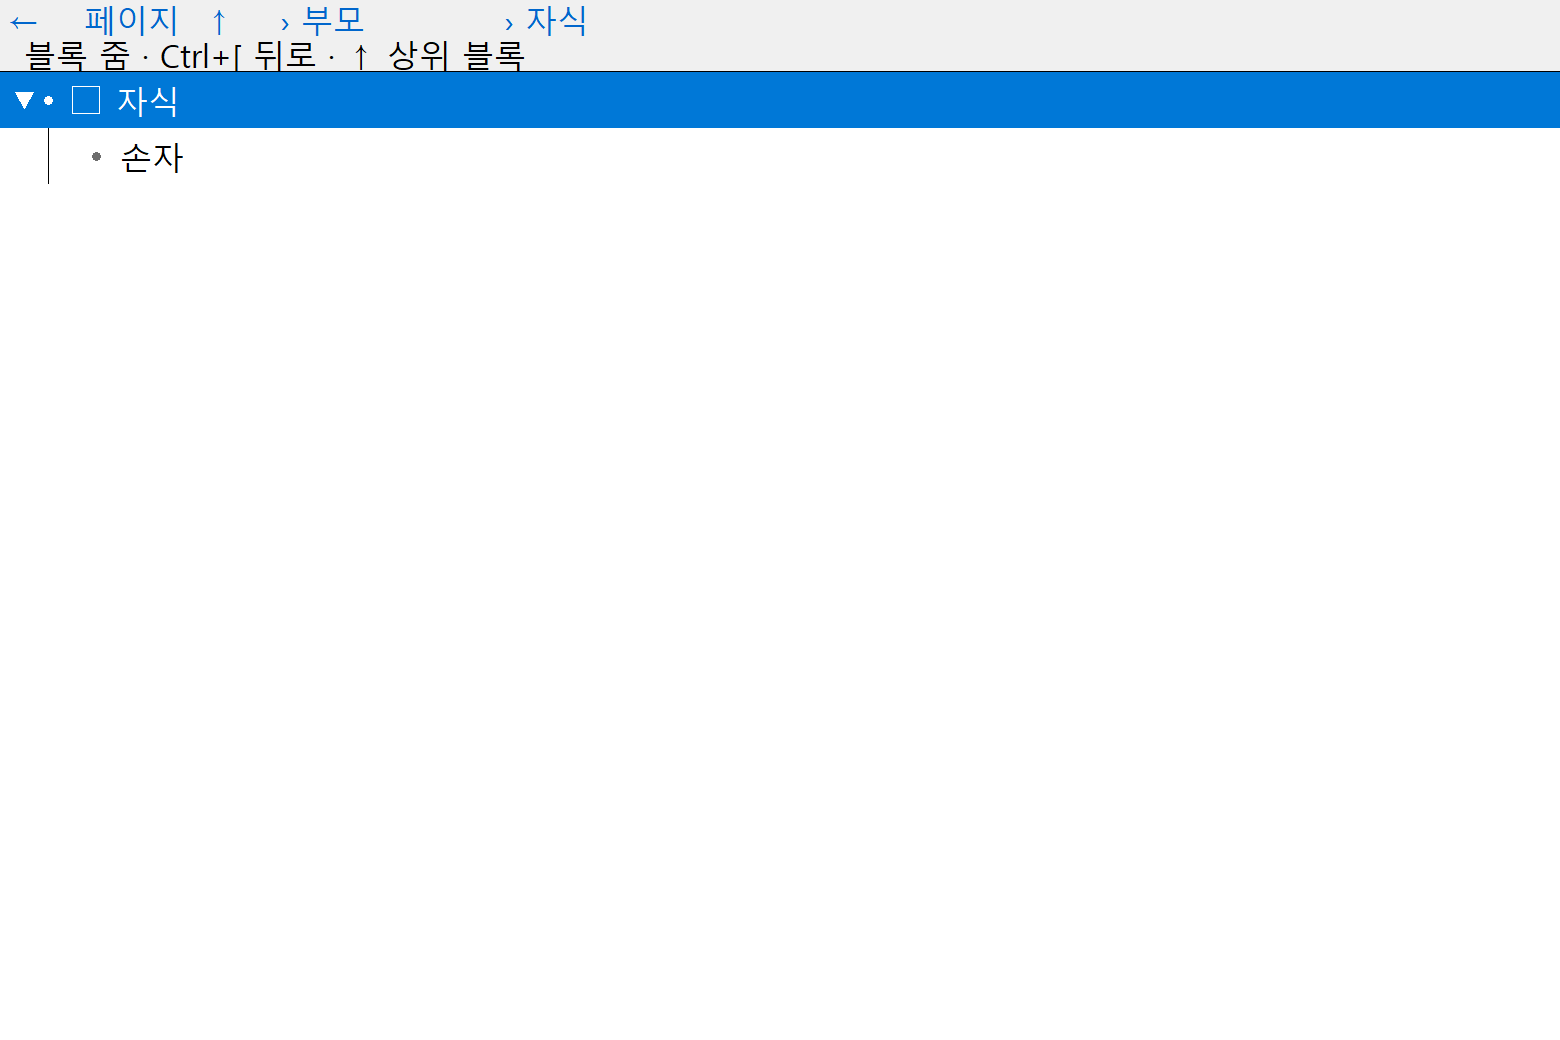 ← 페이지 ↑ › 부모 › 자식
블록 줌 · Ctrl+[ 뒤로 · ↑ 상위 블록
자식
손자